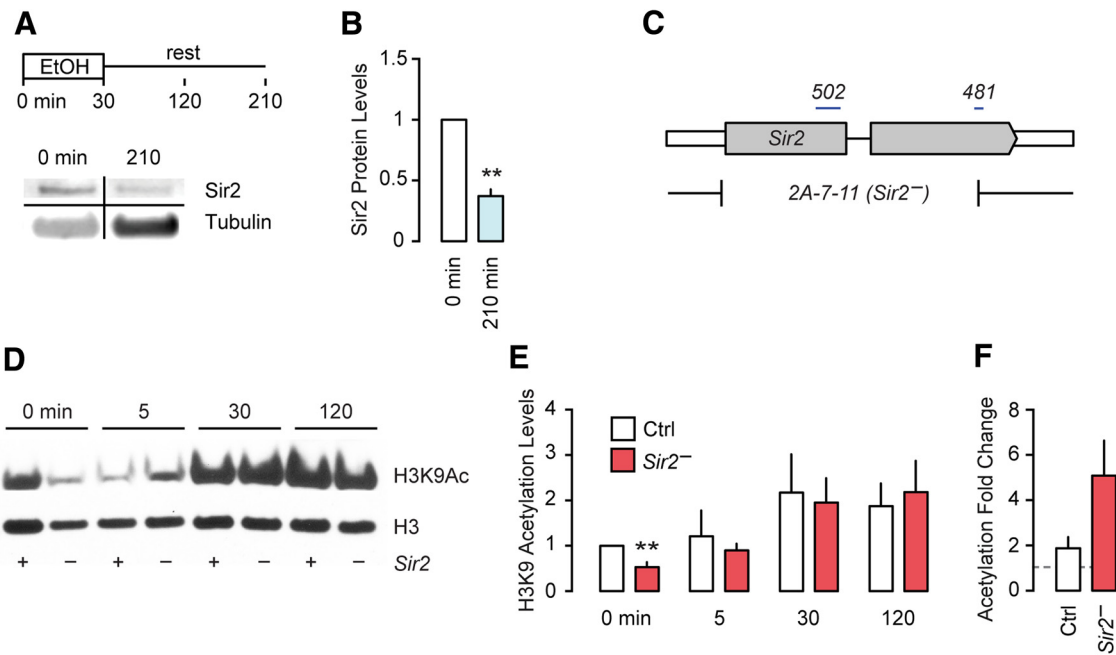 A
EtOH
rest
0 min 30 120 210
0 min 210
Sir2
Tubulin
B
Sir2 Protein Levels
1.5
1
0.5
0
**
0 min
210 min
C
502 481
Sir2
2A-7-11 (Sir2–)
D
0 min 5 30 120
H3K9Ac
H3
+ – + – + – + – Sir2
E
H3K9 Acetylation Levels
4
3
2
1
0
Ctrl
Sir2–
**
0 min 5 30 120
F
Acetylation Fold Change
8
6
4
2
0
Ctrl
Sir2–